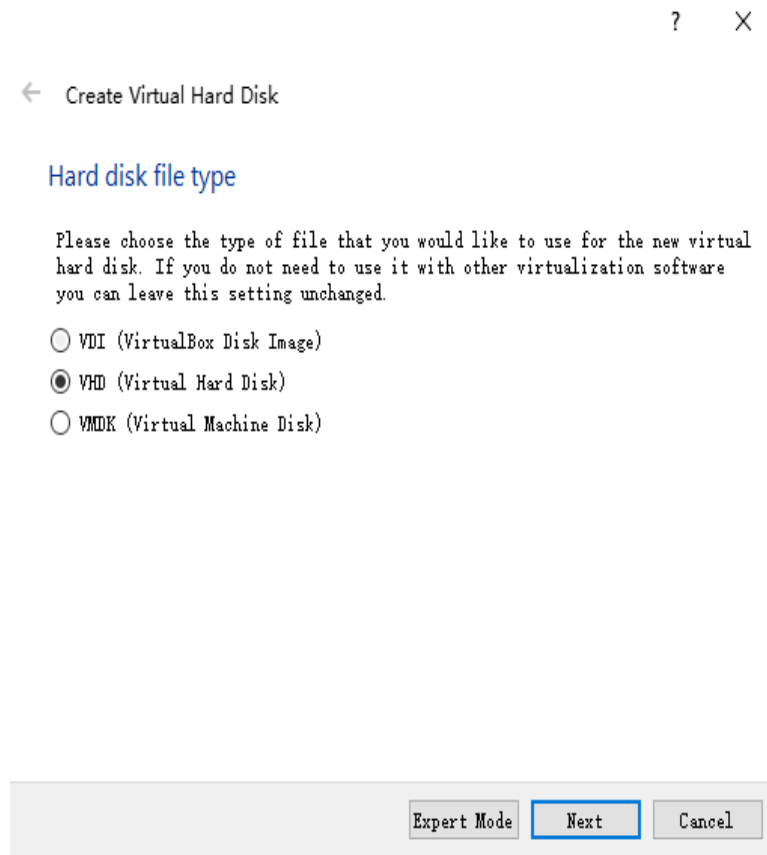 ?
Create Virtual Hard Disk
Hard disk file type
Please choose the type of file that you would like to use for the new virtual
hard disk. If you do not need to use it with other virtualization software
you can leave this setting unchanged.
VDI (VirtualBox Disk Image)
VHD (Virtual Hard Disk)
VMDK (Virtual Machine Disk)
Expert Mode Next Cancel